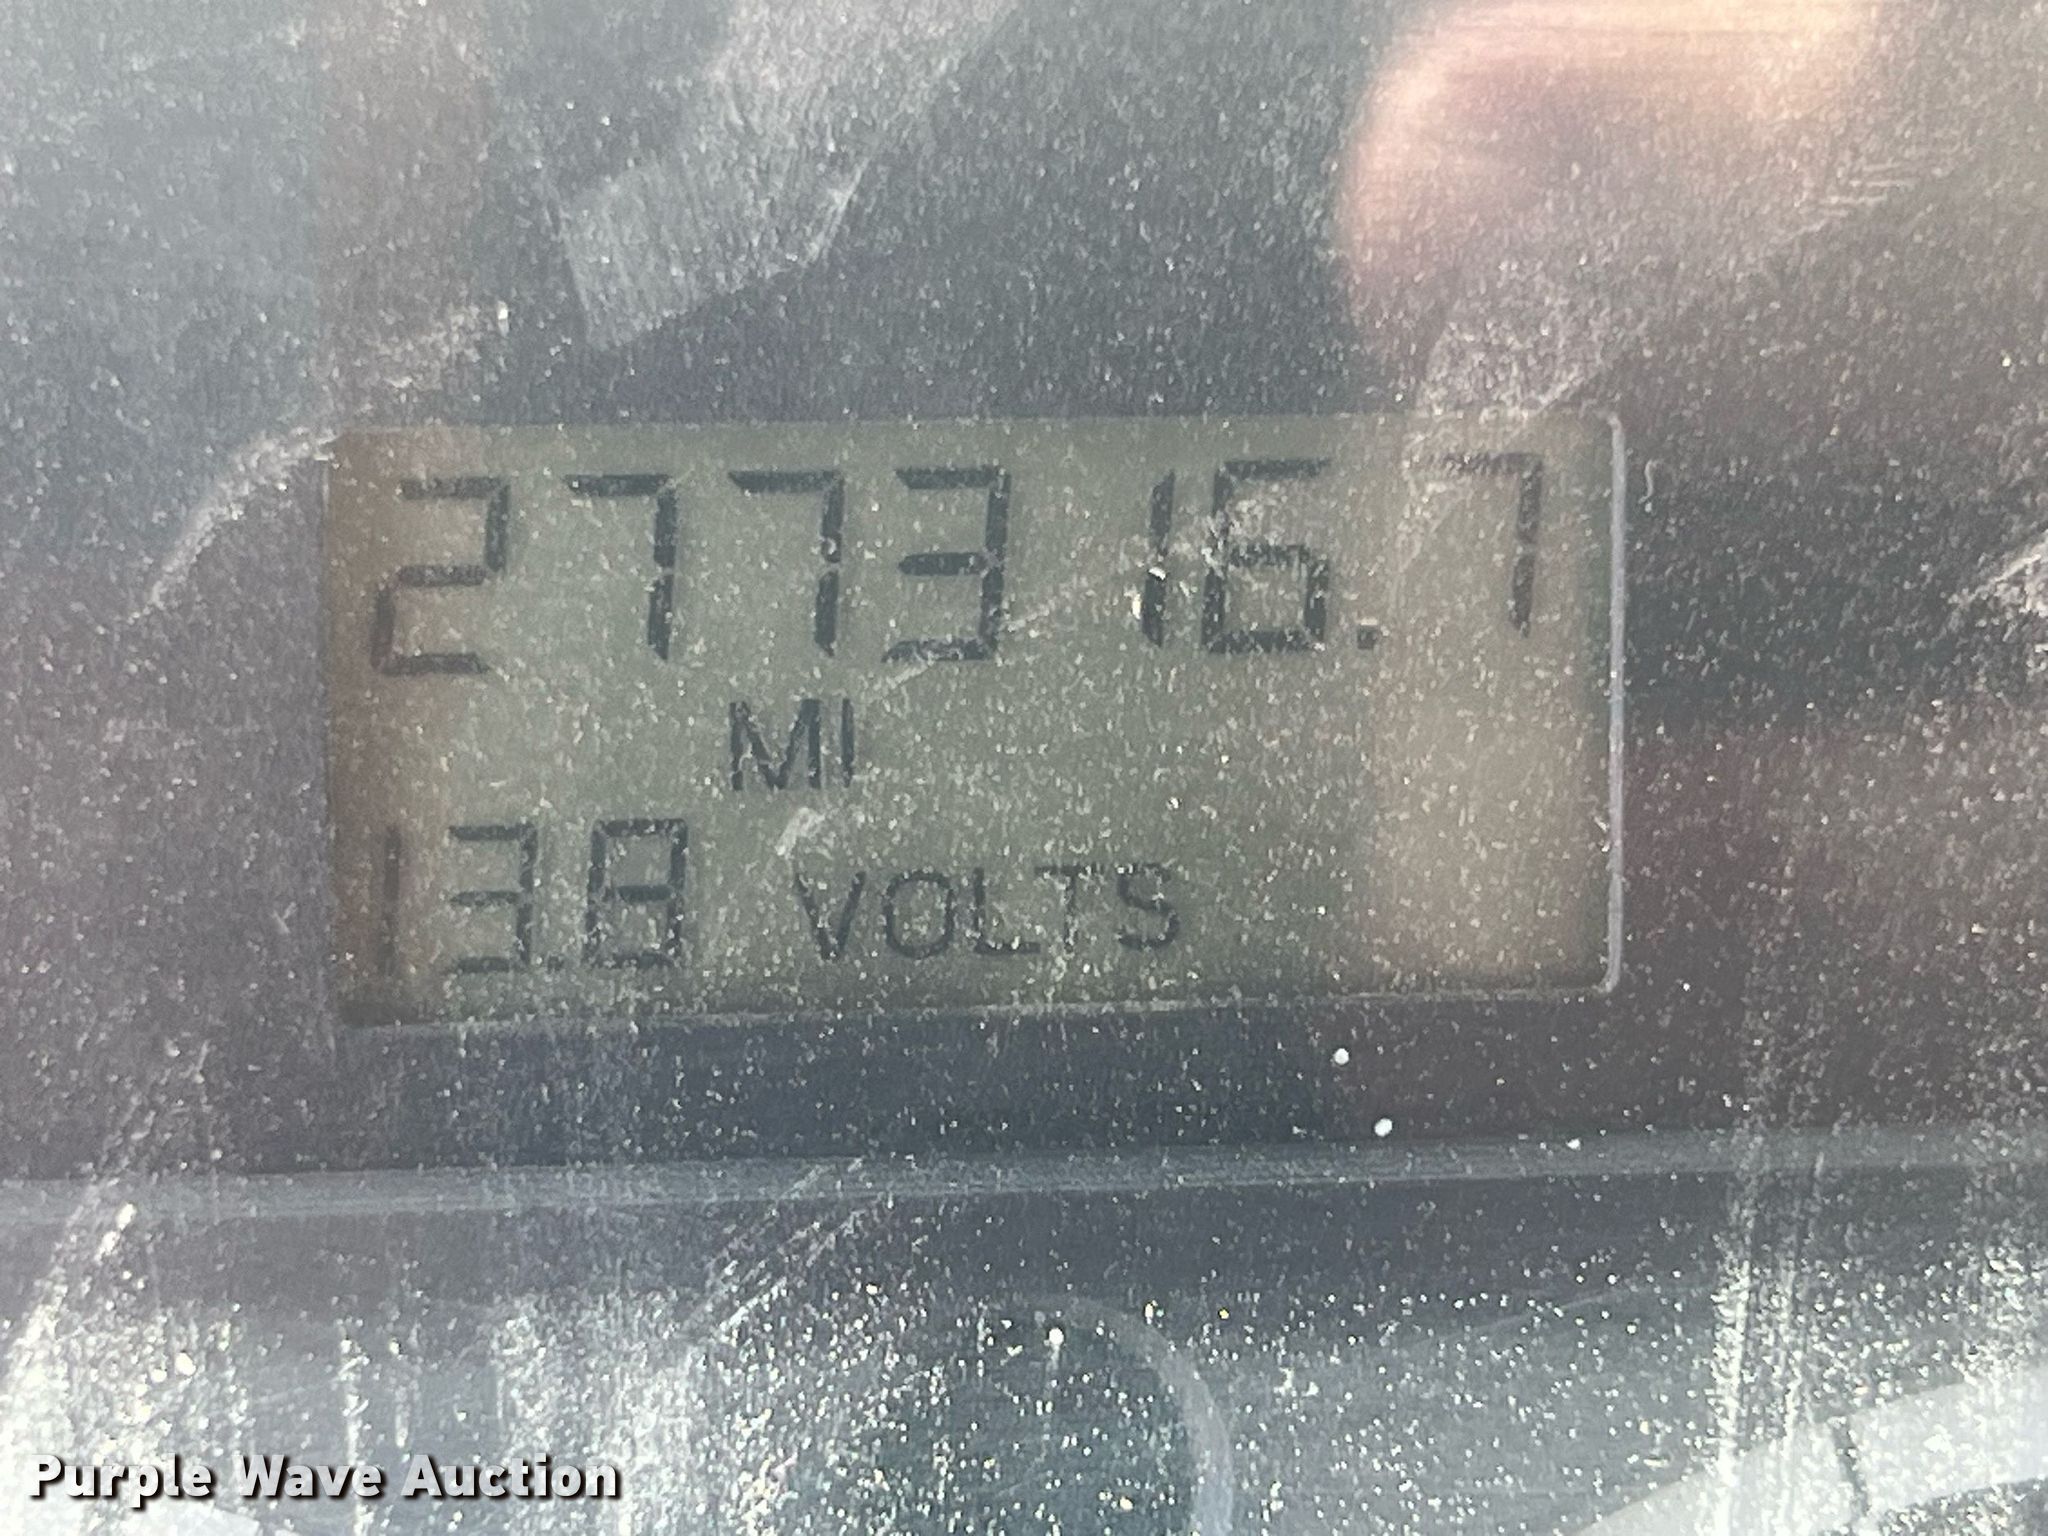 277316.7
MI
13.8 VOLTS
Purple Wave Auction